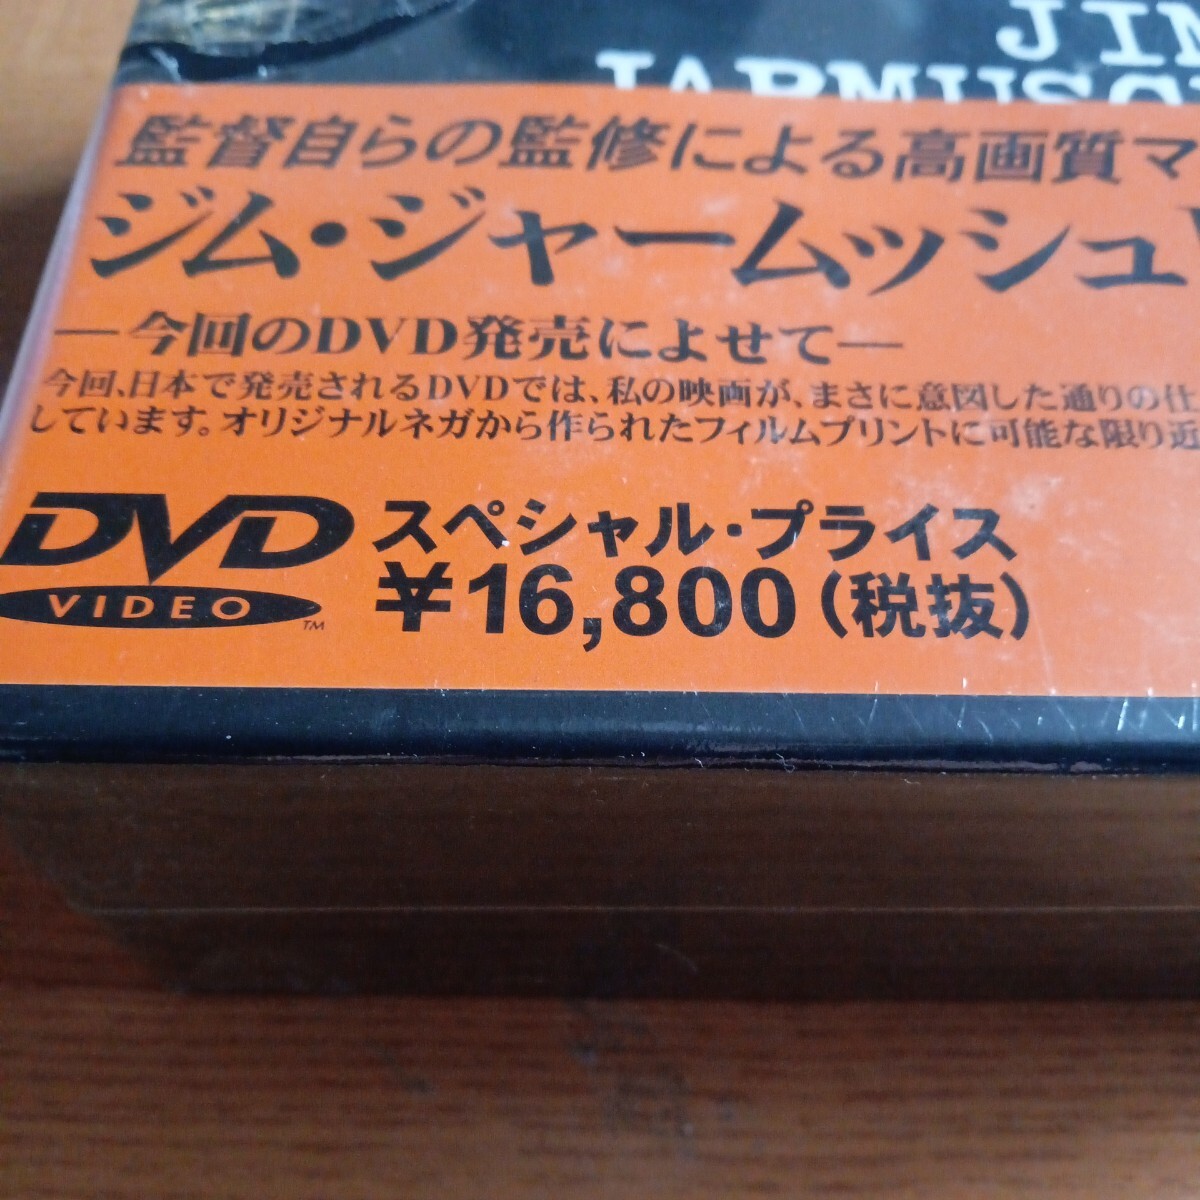 JIM
JARMUSCH
監督自らの監修による高画質マ
ジム・ジャームッシュ
―今回のDVD発売によせて―
今回、日本で発売されるDVDでは、私の映画が、まさに意図した通りの仕
しています。オリジナルネガから作られたフィルムプリントに可能な限り近
DVD
VIDEO
TM
スペシャル・プライス
¥16,800(税抜)